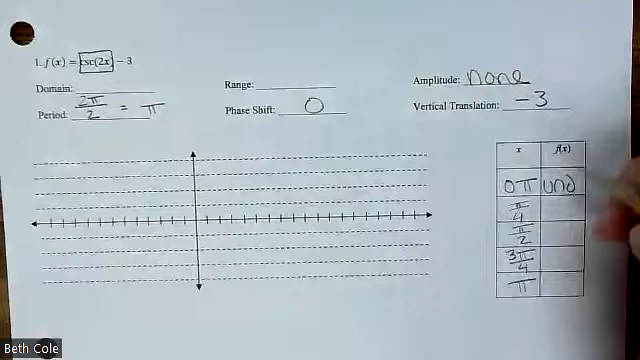 1. f(x) = csc(2x) - 3
Domain:
Range:
Amplitude: none
Period: 2π/2 = π
Phase Shift: 0
Vertical Translation: -3
x f(x)
0π und
π/4
π/2
3π/4
π
Beth Cole